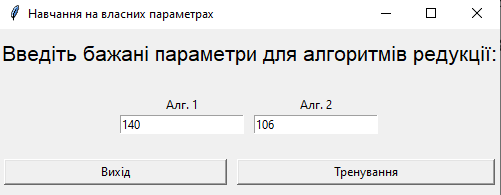 Навчання на власних параметрах
Введіть бажані параметри для алгоритмів редукції:
Алг. 1 Алг. 2
140 106
Вихід Тренування